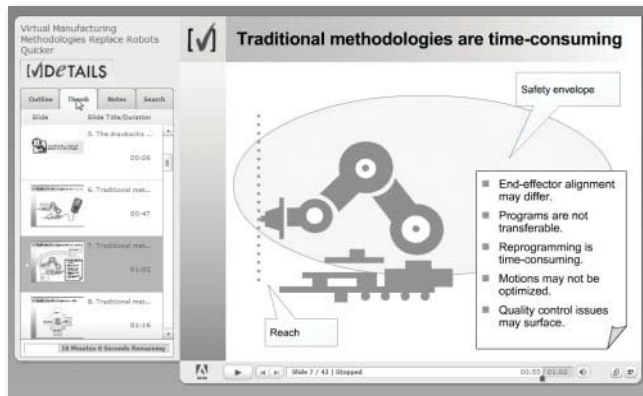 Virtual Manufacturing
Methodologies Replace Robots
Quicker
[√]DeTAILS
Outline Thumb Notes Search
Slide Slide Title/Duration
5. The drawbacks ...
00:06
6. Traditional met...
00:47
7. Traditional met...
01:02
8. Traditional met...
01:14
18 Minutes 6 Seconds Remaining
[√] Traditional methodologies are time-consuming
Safety envelope
■ End-effector alignment
may differ.
■ Programs are not
transferable.
■ Reprogramming is
time-consuming.
■ Motions may not be
optimized.
■ Quality control issues
may surface.
Reach
Slide 7 / 41 | Stopped
00:55 / 01:02